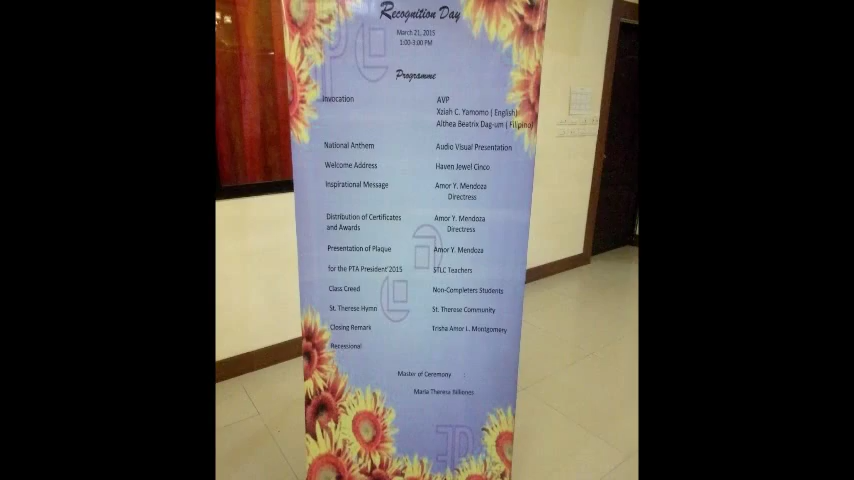 Recognition Day
March 21, 2015
1:00-3:00 PM
Programme
Invocation AVP
Xziah C. Yamomo ( English)
Althea Beatrix Dag-um ( Filipino)
National Anthem Audio Visual Presentation
Welcome Address Haven Jewel Cinco
Inspirational Message Amor Y. Mendoza
Directress
Distribution of Certificates Amor Y. Mendoza
and Awards Directress
Presentation of Plaque Amor Y. Mendoza
for the PTA President'2015 STLC Teachers
Class Creed Non-Completers Students
St. Therese Hymn St. Therese Community
Closing Remark Trisha Amor L. Montgomery
Recessional
Master of Ceremony :
Maria Theresa Billiones